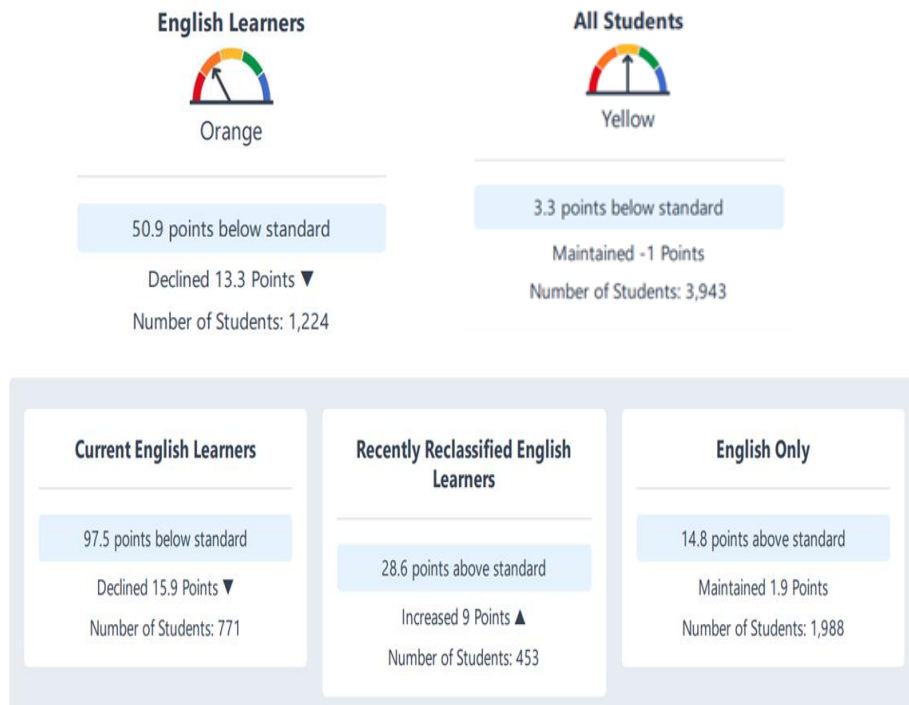 English Learners
Orange
50.9 points below standard
Declined 13.3 Points ▼
Number of Students: 1,224
All Students
Yellow
3.3 points below standard
Maintained -1 Points
Number of Students: 3,943
Current English Learners
97.5 points below standard
Declined 15.9 Points ▼
Number of Students: 771
Recently Reclassified English
Learners
28.6 points above standard
Increased 9 Points ▲
Number of Students: 453
English Only
14.8 points above standard
Maintained 1.9 Points
Number of Students: 1,988